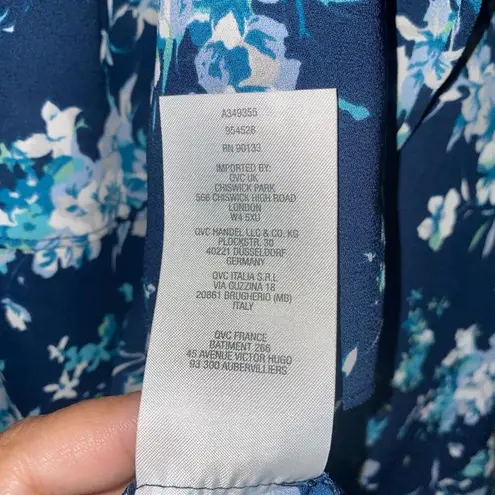 A349355
954528
RN 90133
IMPORTED BY:
QVC UK
CHISWICK PARK
566 CHISWICK HIGH ROAD
LONDON
W4 5XU
QVC HANDEL LLC & CO. KG
PLOCKSTR. 30
40221 DÜSSELDORF
GERMANY
QVC ITALIA S.R.L
VIA GUZZINA 18
20861 BRUGHERIO (MB)
ITALY
QVC FRANCE
BATIMENT 266
45 AVENUE VICTOR HUGO
93 300 AUBERVILLIERS